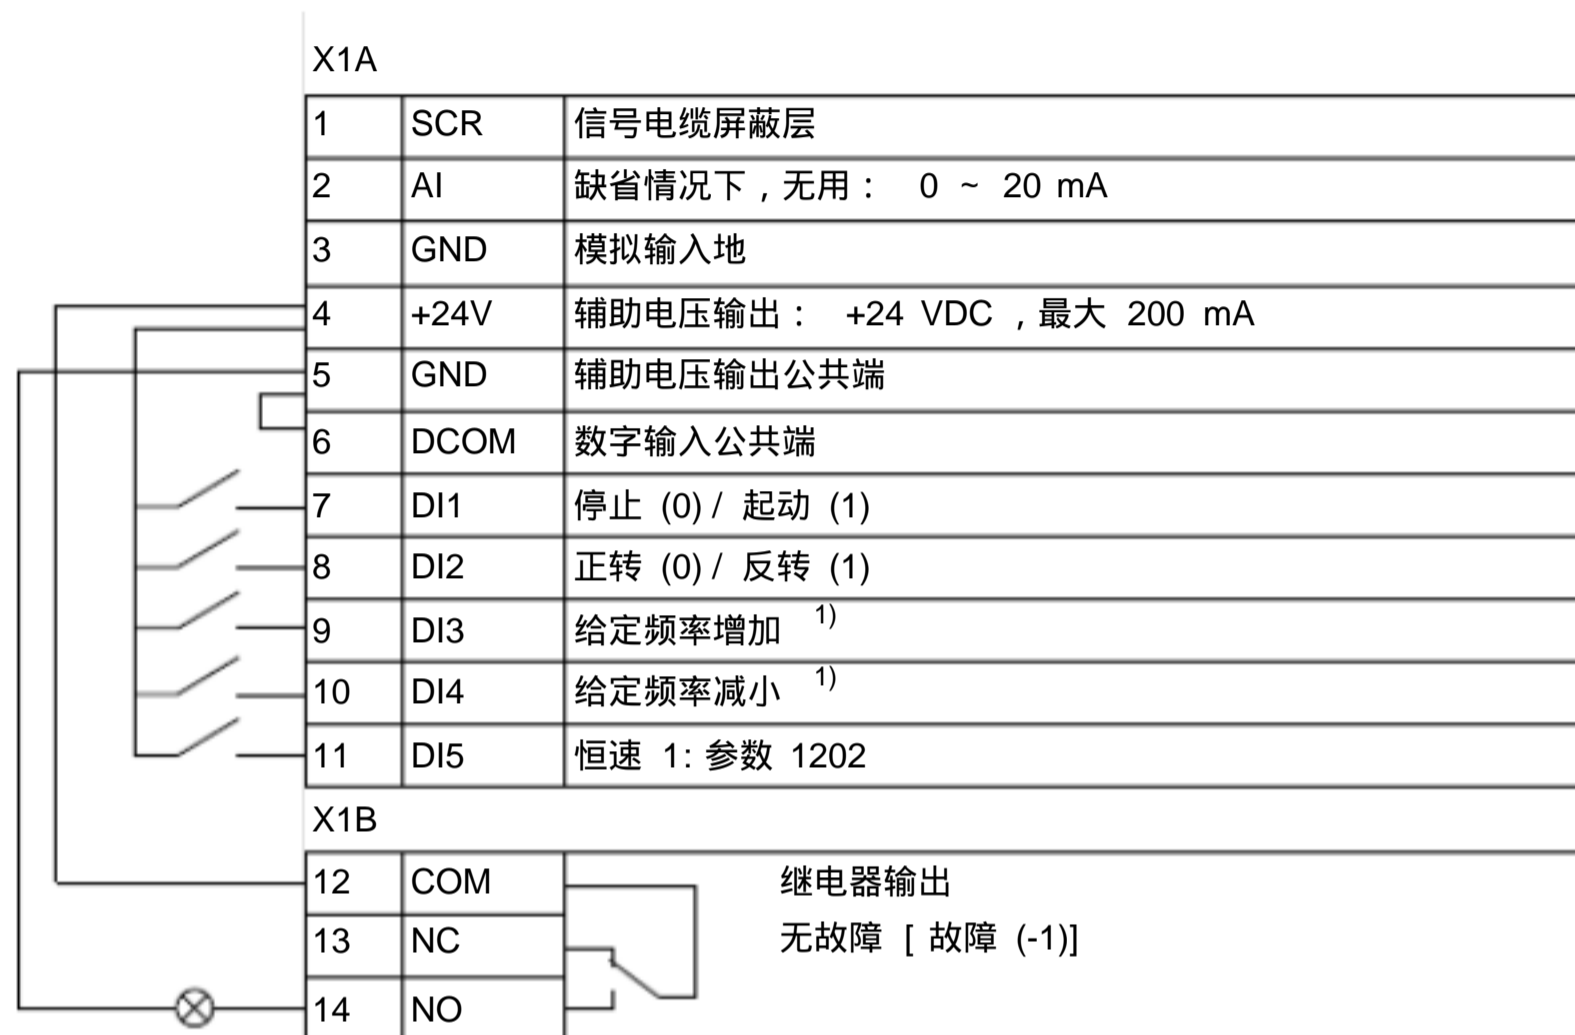 X1A
1 SCR 信号电缆屏蔽层
2 AI 缺省情况下 , 无用 : 0 ~ 20 mA
3 GND 模拟输入地
4 +24V 辅助电压输出 : +24 VDC , 最大 200 mA
5 GND 辅助电压输出公共端
6 DCOM 数字输入公共端
7 DI1 停止 (0) / 起动 (1)
8 DI2 正转 (0) / 反转 (1)
9 DI3 给定频率增加 1)
10 DI4 给定频率减小 1)
11 DI5 恒速 1: 参数 1202
X1B
12 COM 继电器输出
13 NC 无故障 [ 故障 (-1)]
14 NO